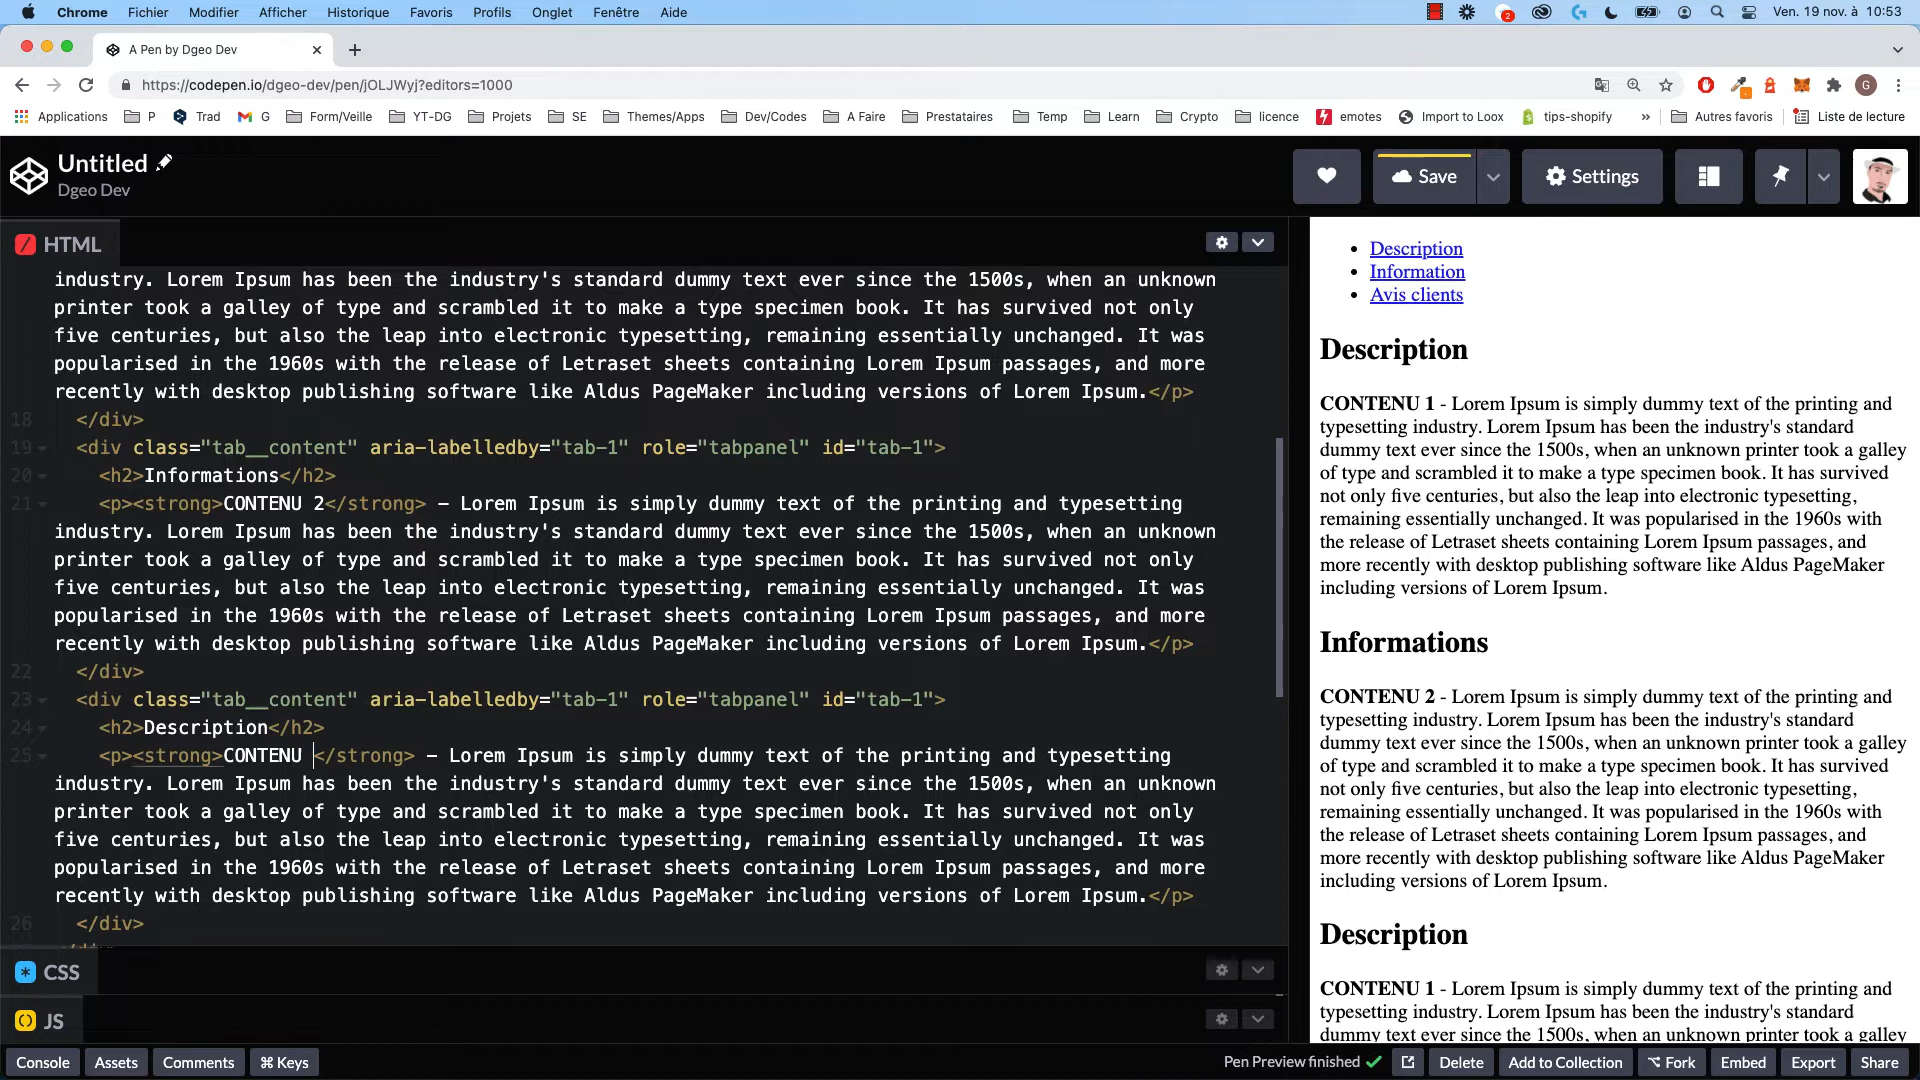 Chrome Fichier Modifier Afficher Historique Favoris Profils Onglet Fenêtre Aide 2 Ven. 19 nov. à 10:53
A Pen by Dgeo Dev
https://codepen.io/dgeo-dev/pen/jOLJWyj?editors=1000 G
Applications P Trad G Form/Veille YT-DG Projets SE Themes/Apps Dev/Codes A Faire Prestataires Temp Learn Crypto licence emotes Import to Loox tips-shopify » Autres favoris Liste de lecture
Untitled
Dgeo Dev
Save Settings
HTML
industry. Lorem Ipsum has been the industry's standard dummy text ever since the 1500s, when an unknown
printer took a galley of type and scrambled it to make a type specimen book. It has survived not only
five centuries, but also the leap into electronic typesetting, remaining essentially unchanged. It was
popularised in the 1960s with the release of Letraset sheets containing Lorem Ipsum passages, and more
recently with desktop publishing software like Aldus PageMaker including versions of Lorem Ipsum.</p>
18 </div>
19 <div class="tab__content" aria-labelledby="tab-1" role="tabpanel" id="tab-1">
20 <h2>Informations</h2>
21 <p><strong>CONTENU 2</strong> – Lorem Ipsum is simply dummy text of the printing and typesetting
industry. Lorem Ipsum has been the industry's standard dummy text ever since the 1500s, when an unknown
printer took a galley of type and scrambled it to make a type specimen book. It has survived not only
five centuries, but also the leap into electronic typesetting, remaining essentially unchanged. It was
popularised in the 1960s with the release of Letraset sheets containing Lorem Ipsum passages, and more
recently with desktop publishing software like Aldus PageMaker including versions of Lorem Ipsum.</p>
22 </div>
23 <div class="tab__content" aria-labelledby="tab-1" role="tabpanel" id="tab-1">
24 <h2>Description</h2>
25 <p><strong>CONTENU </strong> – Lorem Ipsum is simply dummy text of the printing and typesetting
industry. Lorem Ipsum has been the industry's standard dummy text ever since the 1500s, when an unknown
printer took a galley of type and scrambled it to make a type specimen book. It has survived not only
five centuries, but also the leap into electronic typesetting, remaining essentially unchanged. It was
popularised in the 1960s with the release of Letraset sheets containing Lorem Ipsum passages, and more
recently with desktop publishing software like Aldus PageMaker including versions of Lorem Ipsum.</p>
26 </div>
CSS
JS
Description
Information
Avis clients
Description
CONTENU 1 - Lorem Ipsum is simply dummy text of the printing and
typesetting industry. Lorem Ipsum has been the industry's standard
dummy text ever since the 1500s, when an unknown printer took a galley
of type and scrambled it to make a type specimen book. It has survived
not only five centuries, but also the leap into electronic typesetting,
remaining essentially unchanged. It was popularised in the 1960s with
the release of Letraset sheets containing Lorem Ipsum passages, and
more recently with desktop publishing software like Aldus PageMaker
including versions of Lorem Ipsum.
Informations
CONTENU 2 - Lorem Ipsum is simply dummy text of the printing and
typesetting industry. Lorem Ipsum has been the industry's standard
dummy text ever since the 1500s, when an unknown printer took a galley
of type and scrambled it to make a type specimen book. It has survived
not only five centuries, but also the leap into electronic typesetting,
remaining essentially unchanged. It was popularised in the 1960s with
the release of Letraset sheets containing Lorem Ipsum passages, and
more recently with desktop publishing software like Aldus PageMaker
including versions of Lorem Ipsum.
Description
CONTENU 1 - Lorem Ipsum is simply dummy text of the printing and
typesetting industry. Lorem Ipsum has been the industry's standard
dummy text ever since the 1500s, when an unknown printer took a galley
Console Assets Comments ⌘ Keys Pen Preview finished Delete Add to Collection Fork Embed Export Share